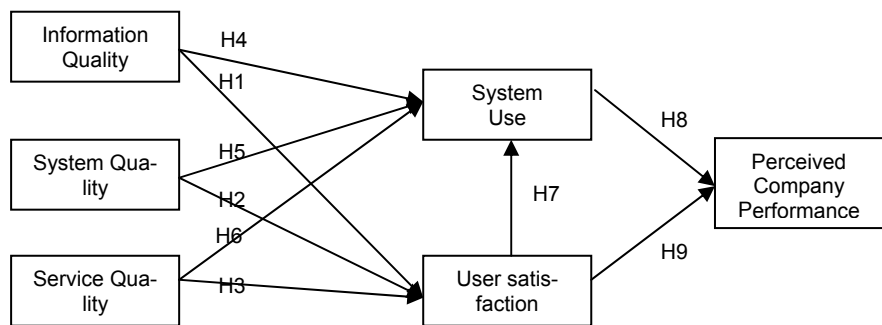 Information
Quality
H4
H1
System
Use
H8
System Qua-
lity
H5
H2
H6
H7
Perceived
Company
Performance
Service Qua-
lity
H3
User satis-
faction
H9